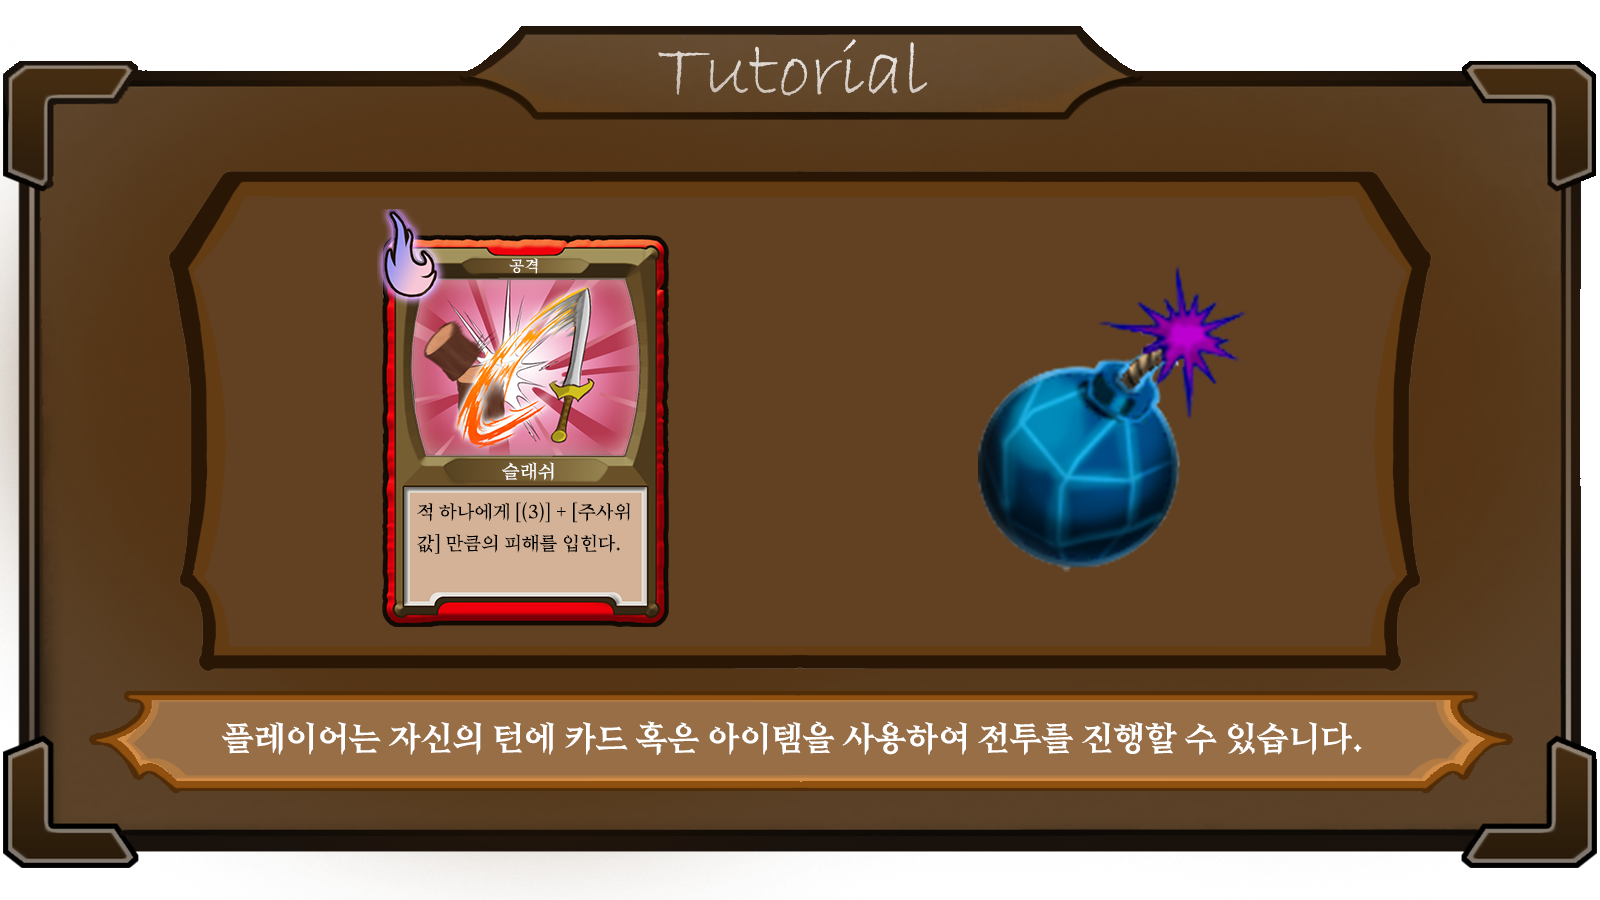 Tutorial
공격
슬래쉬
적 하나에게 [(3)] + [주사위
값] 만큼의 피해를 입힌다.
플레이어는 자신의 턴에 카드 혹은 아이템을 사용하여 전투를 진행할 수 있습니다.